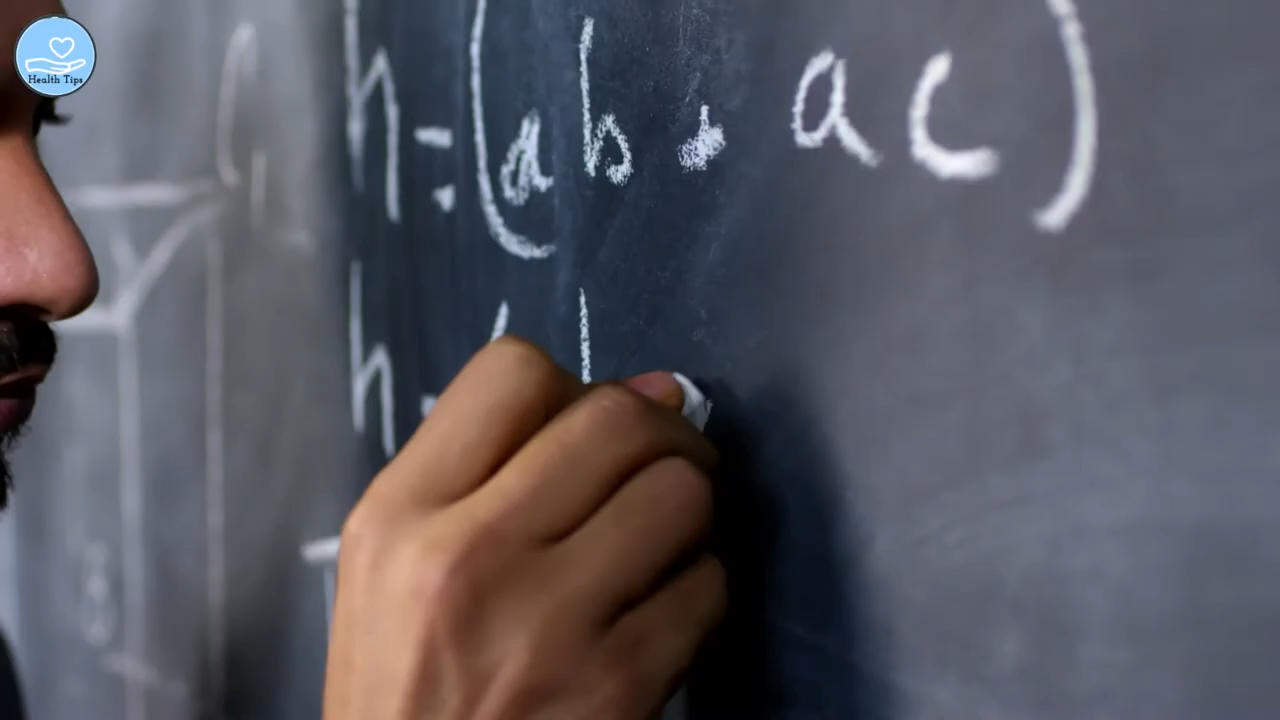 Health Tips
h = (ab · ac)
h